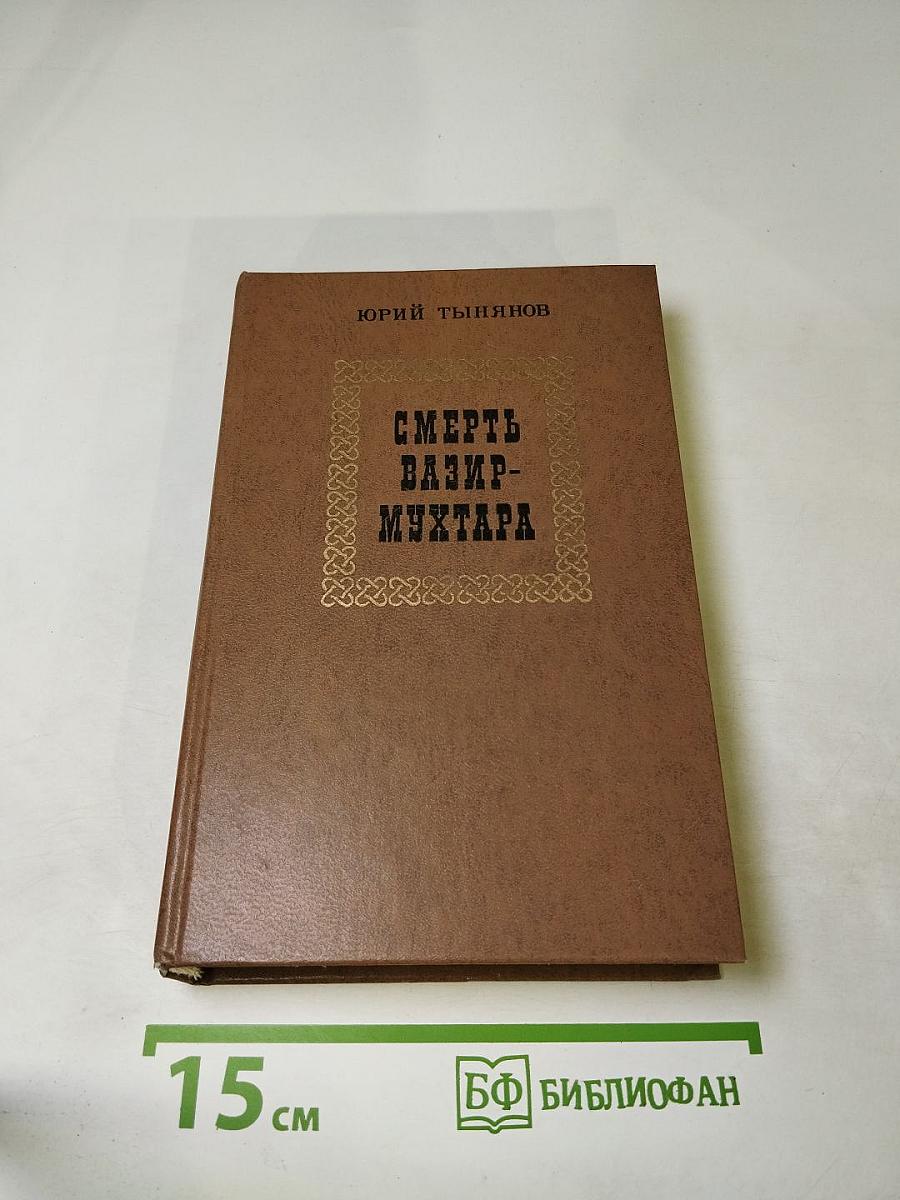 ЮРИЙ ТЫНЯНОВ
СМЕРТЬ
ВАЗИР-
МУХТАРА
15 см
БФ БИБЛИОФАН